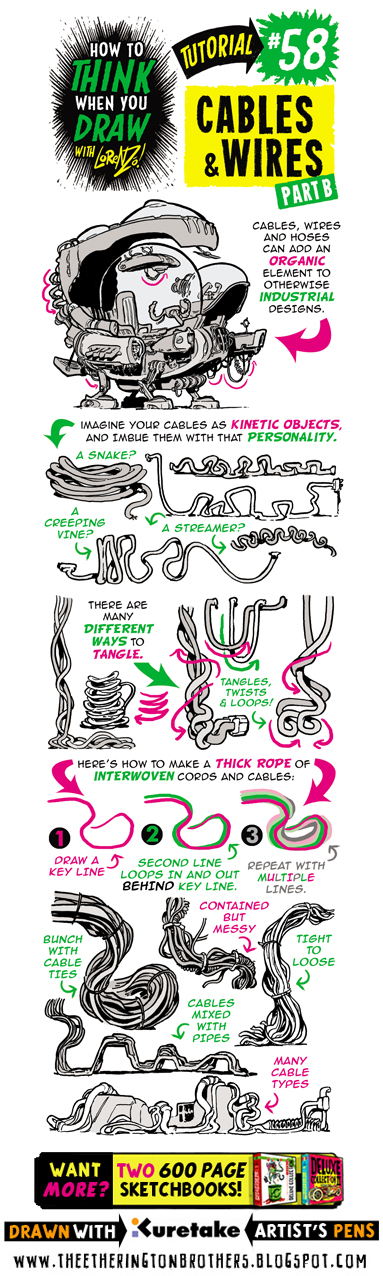 HOW TO
THINK
WHEN YOU
DRAW
WITH LORENZO!
TUTORIAL
#58
CABLES
& WIRES
PART B
CABLES, WIRES
AND HOSES
CAN ADD AN
ORGANIC
ELEMENT TO
OTHERWISE
INDUSTRIAL
DESIGNS.
IMAGINE YOUR CABLES AS KINETIC OBJECTS,
AND IMBUE THEM WITH THAT PERSONALITY.
A SNAKE?
A
CREEPING
VINE?
A STREAMER?
THERE ARE
MANY
DIFFERENT
WAYS TO
TANGLE.
TANGLES,
TWISTS
& LOOPS!
HERE'S HOW TO MAKE A THICK ROPE OF
INTERWOVEN CORDS AND CABLES:
1
DRAW A
KEY LINE
2
SECOND LINE
LOOPS IN AND OUT
BEHIND KEY LINE.
3
REPEAT WITH
MULTIPLE
LINES.
BUNCH
WITH
CABLE
TIES
CONTAINED
BUT
MESSY
TIGHT
TO
LOOSE
CABLES
MIXED
WITH
PIPES
MANY
CABLE
TYPES
WANT
MORE?
TWO 600 PAGE
SKETCHBOOKS!
DELUXE
COLLECTION
DRAWN WITH Kuretake ARTIST'S PENS
WWW.THEETHERINGTONBROTHERS.BLOGSPOT.COM